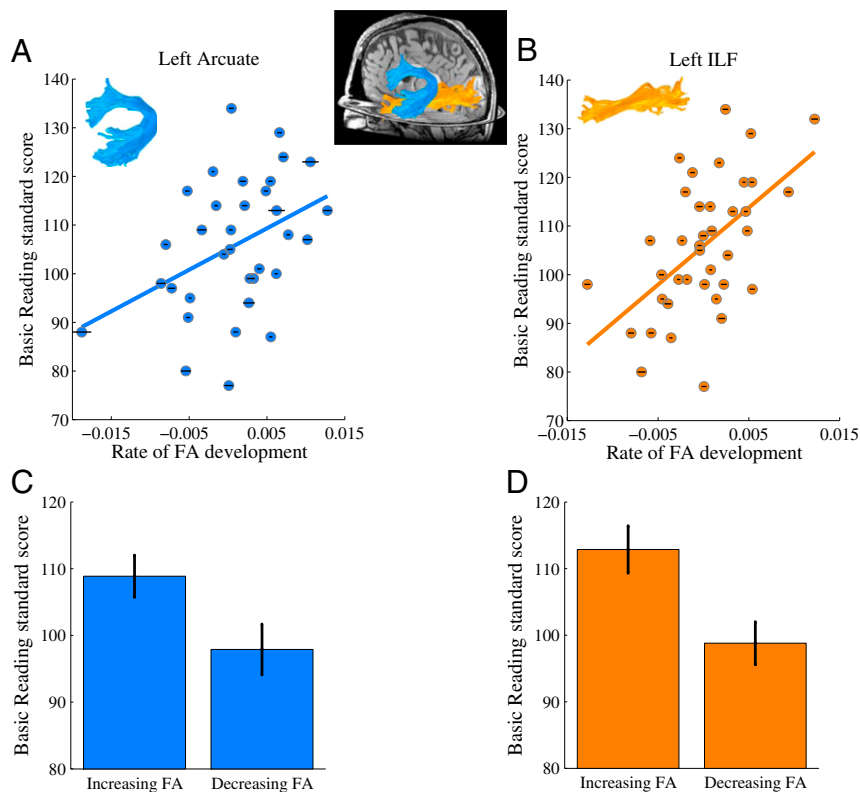 A
Left Arcuate
Basic Reading standard score
140
130
120
110
100
90
80
70
−0.015
−0.005
0.005
0.015
Rate of FA development
B
Left ILF
Basic Reading standard score
140
130
120
110
100
90
80
70
−0.015
−0.005
0.005
0.015
Rate of FA development
C
Basic Reading standard score
120
110
100
90
80
Increasing FA
Decreasing FA
D
Basic Reading standard score
120
110
100
90
80
Increasing FA
Decreasing FA